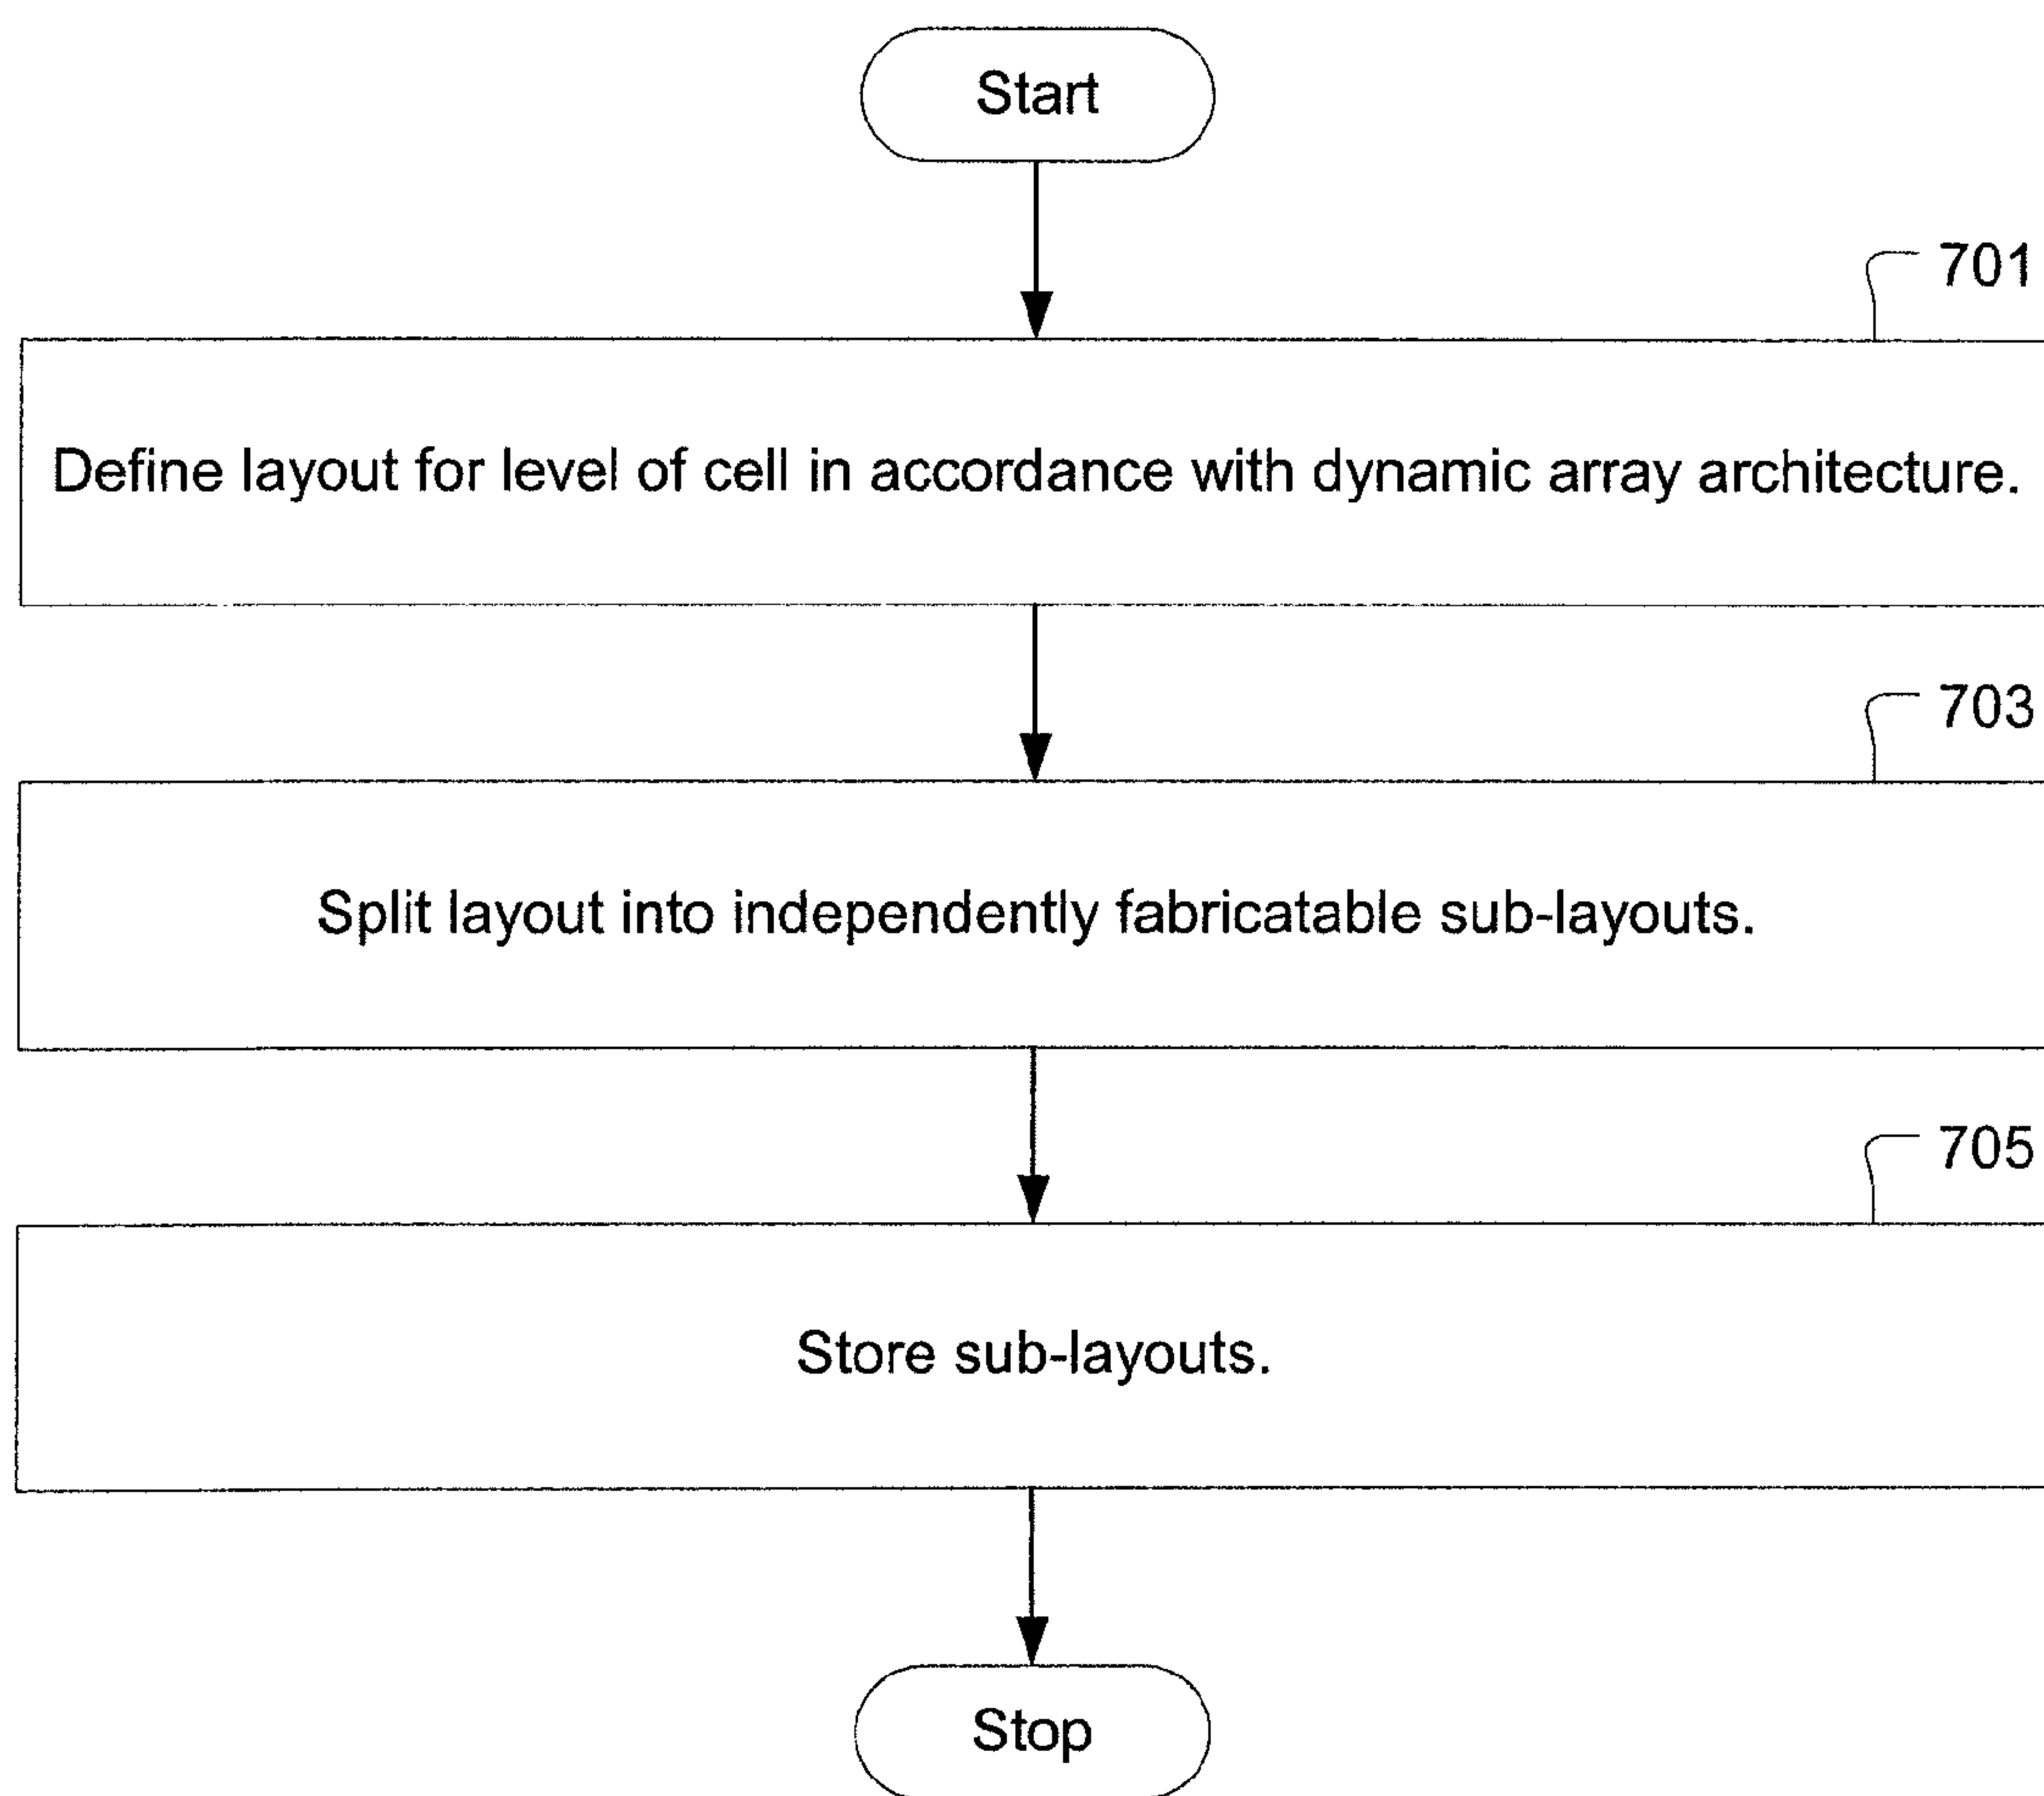 Start
701
Define layout for level of cell in accordance with dynamic array architecture.
703
Split layout into independently fabricatable sub-layouts.
705
Store sub-layouts.
Stop